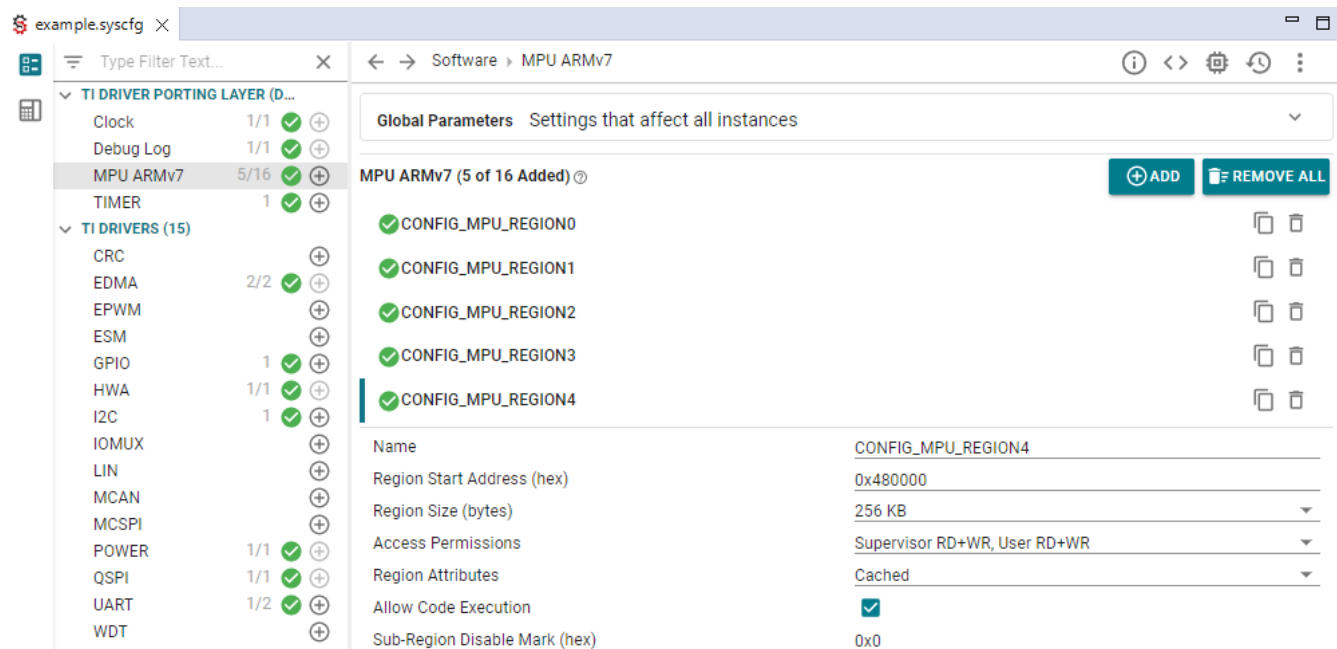 example.syscfg
Type Filter Text...
Software MPU ARMv7
TI DRIVER PORTING LAYER (D...
Clock 1/1
Debug Log 1/1
MPU ARMv7 5/16
TIMER 1
TI DRIVERS (15)
CRC
EDMA 2/2
EPWM
ESM
GPIO 1
HWA 1/1
I2C 1
IOMUX
LIN
MCAN
MCSPI
POWER 1/1
QSPI 1/1
UART 1/2
WDT
Global Parameters Settings that affect all instances
MPU ARMv7 (5 of 16 Added)
ADD
REMOVE ALL
CONFIG_MPU_REGION0
CONFIG_MPU_REGION1
CONFIG_MPU_REGION2
CONFIG_MPU_REGION3
CONFIG_MPU_REGION4
Name CONFIG_MPU_REGION4
Region Start Address (hex) 0x480000
Region Size (bytes) 256 KB
Access Permissions Supervisor RD+WR, User RD+WR
Region Attributes Cached
Allow Code Execution
Sub-Region Disable Mark (hex) 0x0